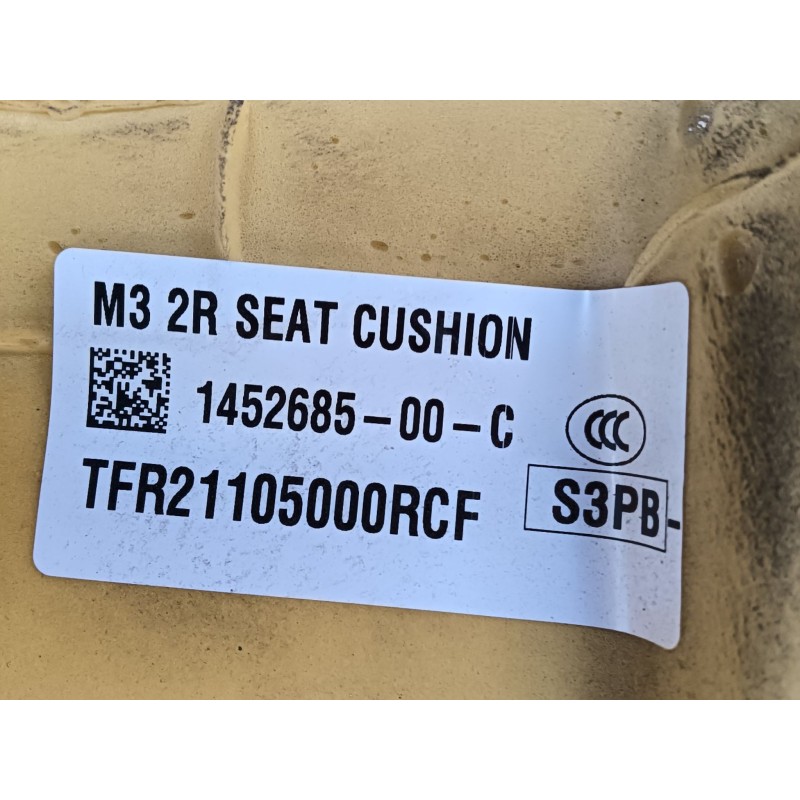 M3 2R SEAT CUSHION
1452685-00-C
CCC
TFR21105000RCF
S3PB-